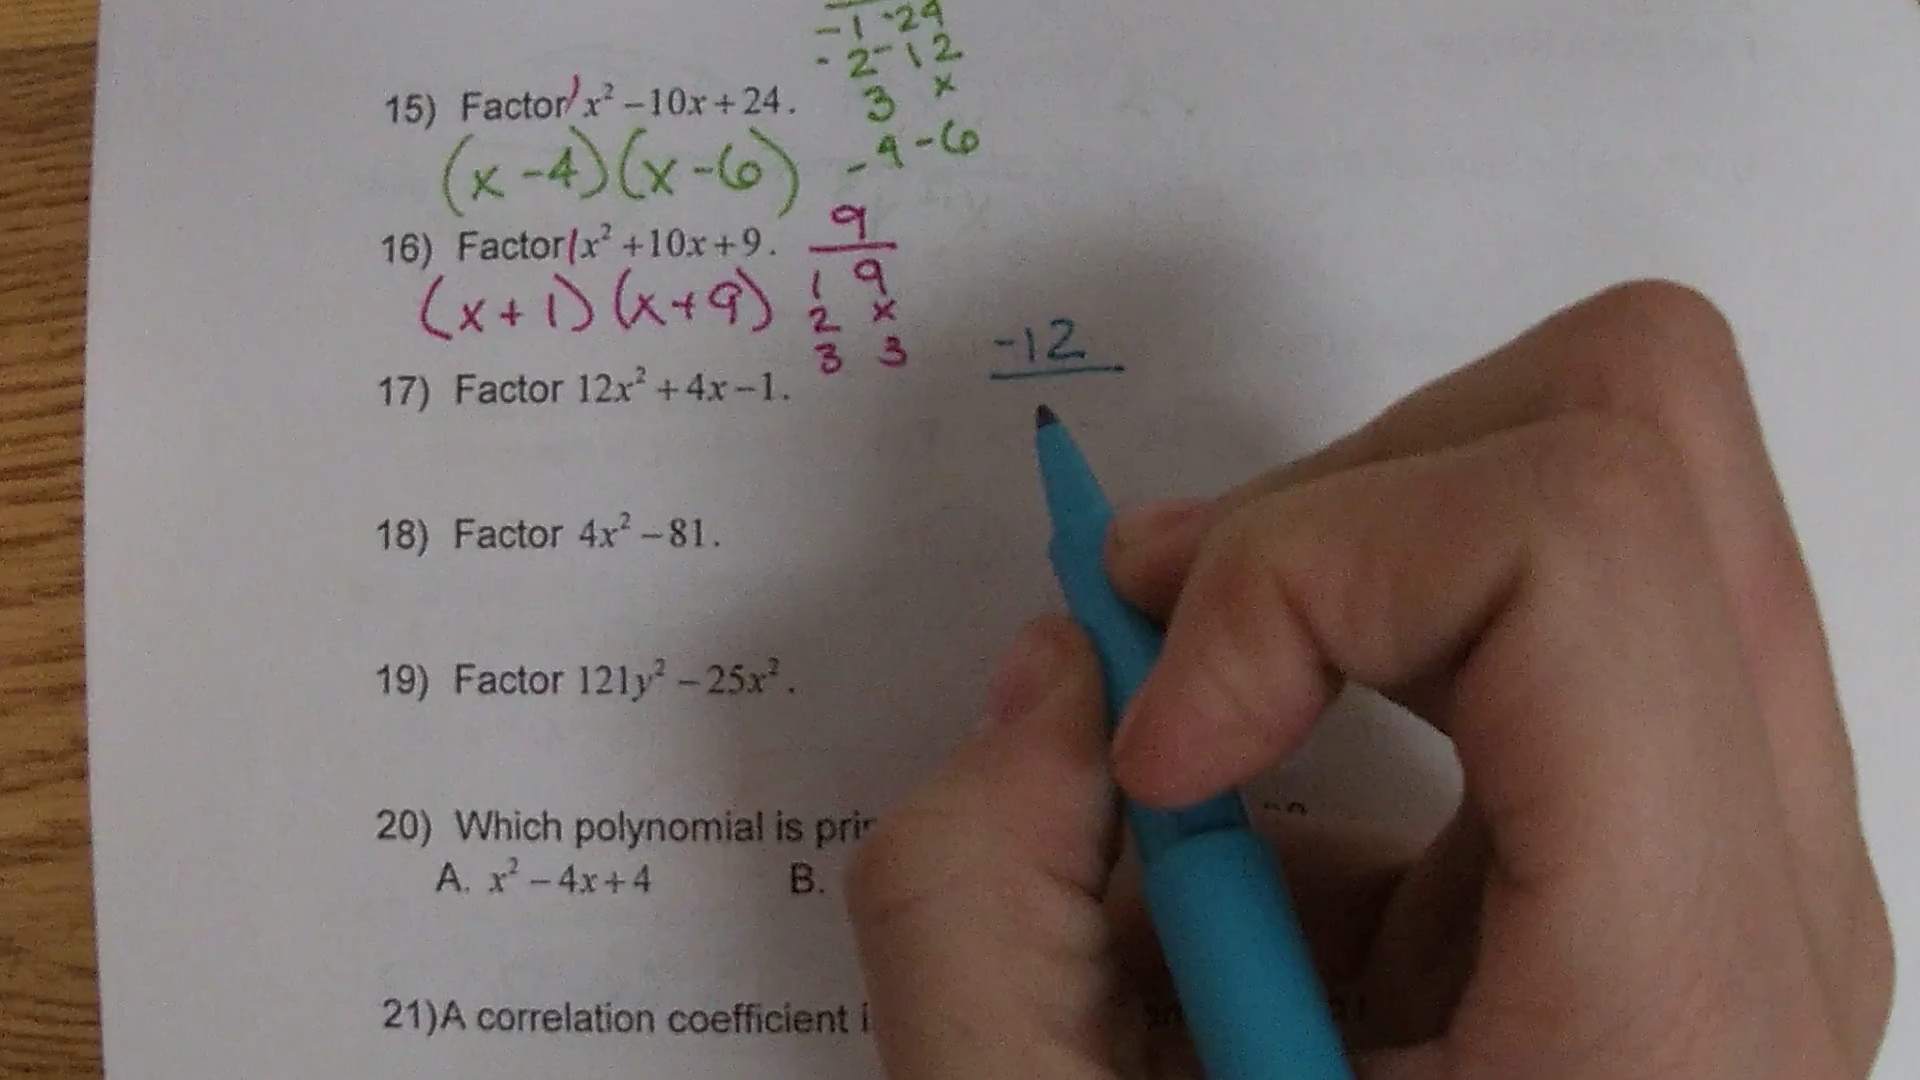 -1 -24
-2 -12
15) Factor x² − 10x + 24.
3 x
(x - 4)(x - 6)
-4 -6
16) Factor 1x² + 10x + 9.
9
1 9
(x + 1)(x + 9)
2 x
3 3
-12
17) Factor 12x² + 4x − 1.
18) Factor 4x² − 81.
19) Factor 121y² − 25x².
20) Which polynomial is
A. x² − 4x + 4 B.
21)A correlation coefficient